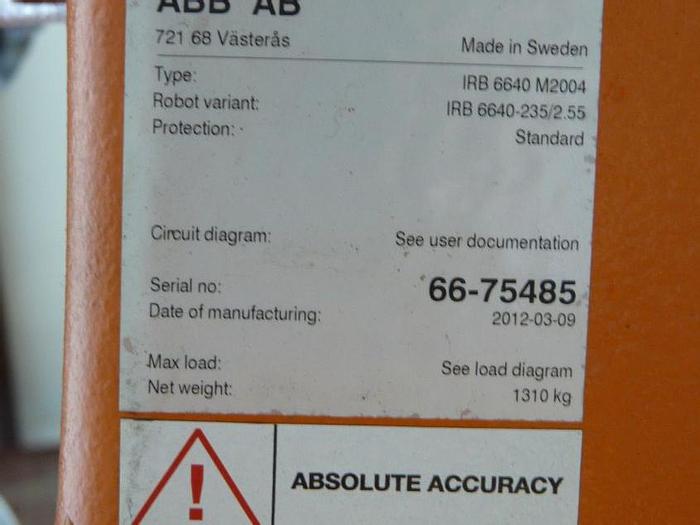 ABB AB
721 68 Västerås
Made in Sweden
Type: IRB 6640 M2004
Robot variant: IRB 6640-235/2.55
Protection: Standard
Circuit diagram: See user documentation
Serial no: 66-75485
Date of manufacturing: 2012-03-09
Max load: See load diagram
Net weight: 1310 kg
!
ABSOLUTE ACCURACY